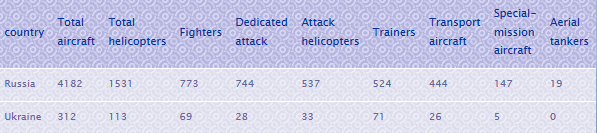 country Total aircraft Total helicopters Fighters Dedicated attack Attack helicopters Trainers Transport aircraft Special-mission aircraft Aerial tankers
Russia 4182 1531 773 744 537 524 444 147 19
Ukraine 312 113 69 28 33 71 26 5 0